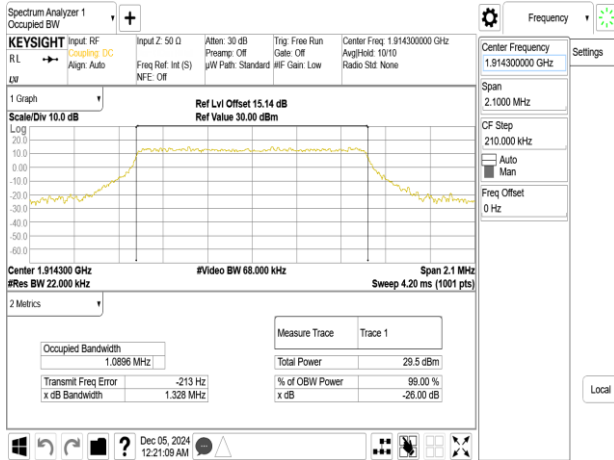 Spectrum Analyzer 1
Occupied BW
Frequency
KEYSIGHT
RL
LXI
Input: RF
Coupling: DC
Align: Auto
Input Z: 50 Ω
Freq Ref: Int (S)
NFE: Off
Atten: 30 dB
Preamp: Off
µW Path: Standard
Trig: Free Run
Gate: Off
#IF Gain: Low
Center Freq: 1.914300000 GHz
Avg|Hold: 10/10
Radio Std: None
Center Frequency
1.914300000 GHz
Settings
Span
2.1000 MHz
CF Step
210.000 kHz
Auto
Man
Freq Offset
0 Hz
Local
1 Graph
Scale/Div 10.0 dB
Ref Lvl Offset 15.14 dB
Ref Value 30.00 dBm
Log
20.0
10.0
0.00
-10.0
-20.0
-30.0
-40.0
-50.0
-60.0
Center 1.914300 GHz
#Video BW 68.000 kHz
Span 2.1 MHz
#Res BW 22.000 kHz
Sweep 4.20 ms (1001 pts)
2 Metrics
Measure Trace Trace 1
Occupied Bandwidth
1.0896 MHz
Total Power 29.5 dBm
Transmit Freq Error -213 Hz
% of OBW Power 99.00 %
x dB Bandwidth 1.328 MHz
x dB -26.00 dB
?
Dec 05, 2024
12:21:09 AM